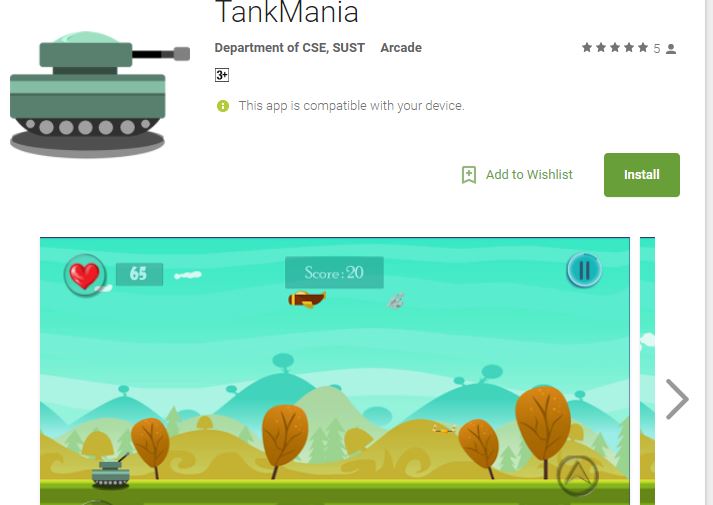 TankMania
Department of CSE, SUST Arcade 5
3+
This app is compatible with your device.
Add to Wishlist Install
65 Score:20